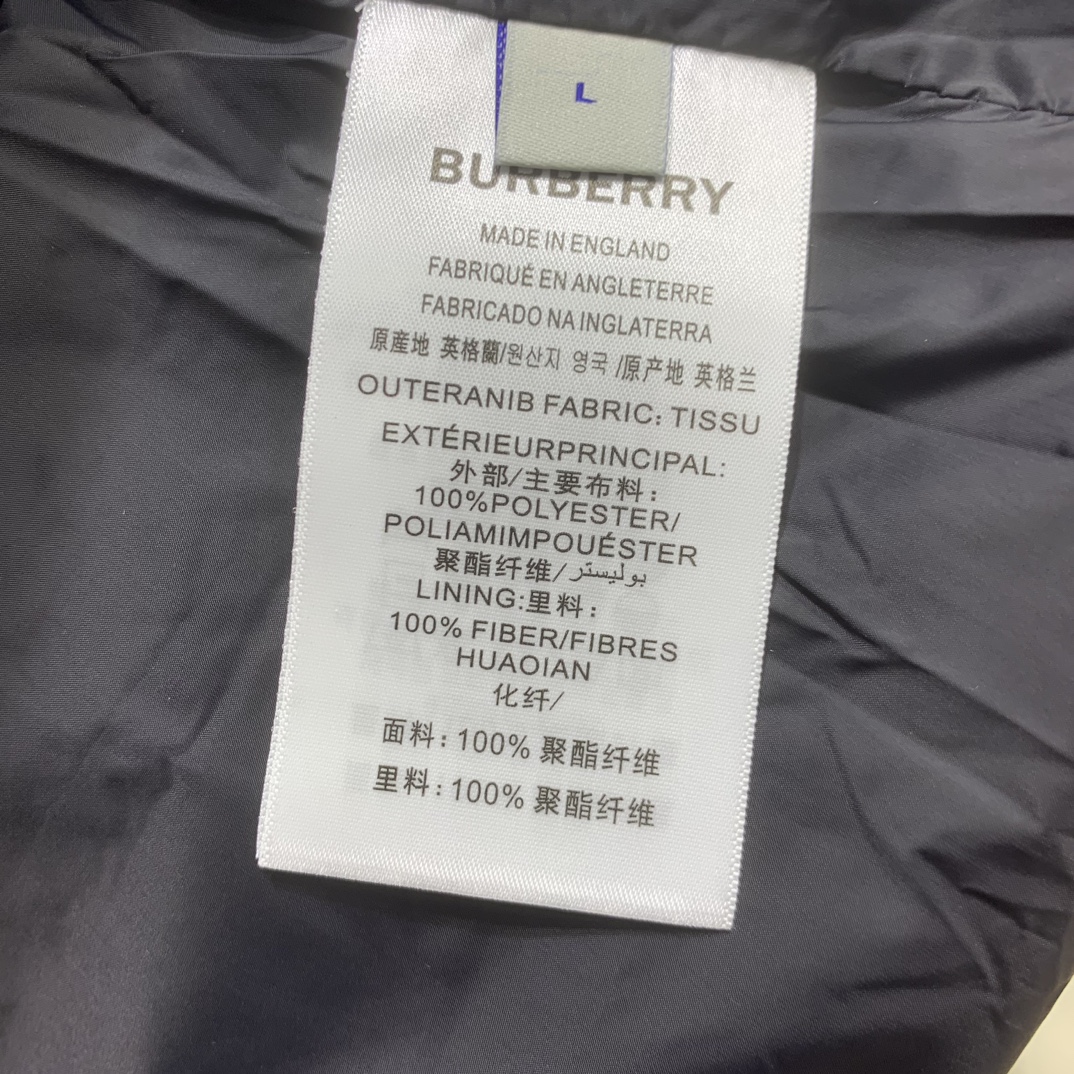 L
BURBERRY
MADE IN ENGLAND
FABRIQUÉ EN ANGLETERRE
FABRICADO NA INGLATERRA
原産地 英格蘭/원산지 영국 /原产地 英格兰
OUTERANIB FABRIC: TISSU
EXTÉRIEURPRINCIPAL:
外部/主要布料:
100%POLYESTER/
POLIAMIMPOUÉSTER
聚酯纤维/بوليستر
LINING:里料:
100% FIBER/FIBRES
HUAOIAN
化纤/
面料: 100% 聚酯纤维
里料: 100% 聚酯纤维